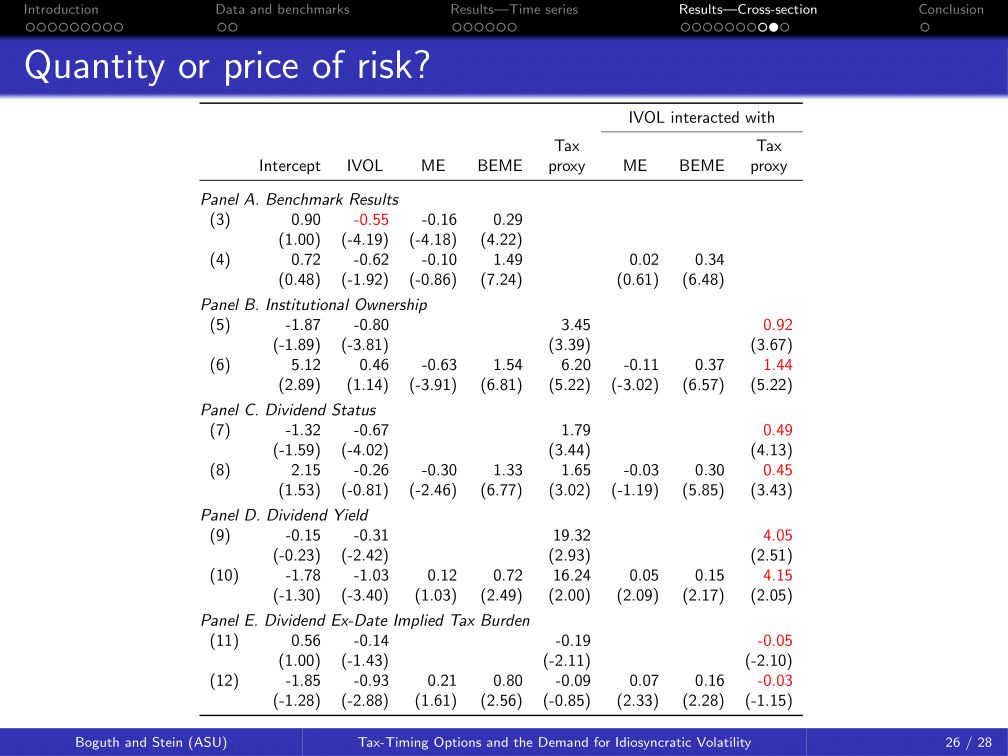 Introduction Data and benchmarks Results—Time series Results—Cross-section Conclusion
Quantity or price of risk?
IVOL interacted with
Tax Tax
Intercept IVOL ME BEME proxy ME BEME proxy
Panel A. Benchmark Results
(3) 0.90 -0.55 -0.16 0.29
(1.00) (-4.19) (-4.18) (4.22)
(4) 0.72 -0.62 -0.10 1.49 0.02 0.34
(0.48) (-1.92) (-0.86) (7.24) (0.61) (6.48)
Panel B. Institutional Ownership
(5) -1.87 -0.80 3.45 0.92
(-1.89) (-3.81) (3.39) (3.67)
(6) 5.12 0.46 -0.63 1.54 6.20 -0.11 0.37 1.44
(2.89) (1.14) (-3.91) (6.81) (5.22) (-3.02) (6.57) (5.22)
Panel C. Dividend Status
(7) -1.32 -0.67 1.79 0.49
(-1.59) (-4.02) (3.44) (4.13)
(8) 2.15 -0.26 -0.30 1.33 1.65 -0.03 0.30 0.45
(1.53) (-0.81) (-2.46) (6.77) (3.02) (-1.19) (5.85) (3.43)
Panel D. Dividend Yield
(9) -0.15 -0.31 19.32 4.05
(-0.23) (-2.42) (2.93) (2.51)
(10) -1.78 -1.03 0.12 0.72 16.24 0.05 0.15 4.15
(-1.30) (-3.40) (1.03) (2.49) (2.00) (2.09) (2.17) (2.05)
Panel E. Dividend Ex-Date Implied Tax Burden
(11) 0.56 -0.14 -0.19 -0.05
(1.00) (-1.43) (-2.11) (-2.10)
(12) -1.85 -0.93 0.21 0.80 -0.09 0.07 0.16 -0.03
(-1.28) (-2.88) (1.61) (2.56) (-0.85) (2.33) (2.28) (-1.15)
Boguth and Stein (ASU) Tax-Timing Options and the Demand for Idiosyncratic Volatility 26 / 28